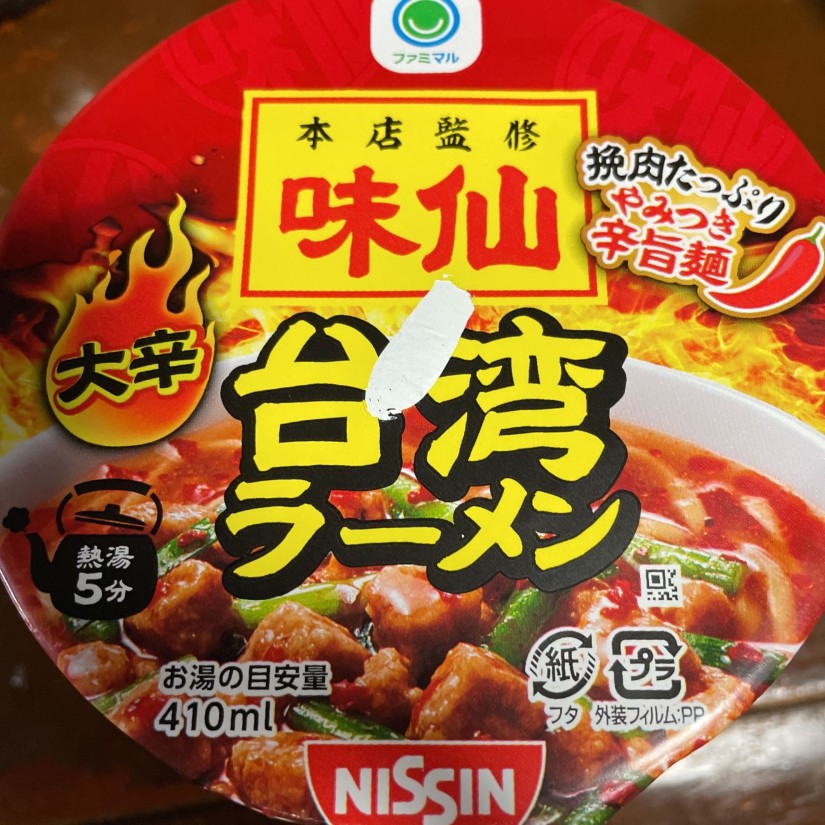 ファミマル
本店監修
味仙
挽肉たっぷり
やみつき
辛旨麺
大辛
台湾
ラーメン
熱湯
5分
お湯の目安量
410ml
紙
フタ
プラ
外装フィルム:PP
NISSIN